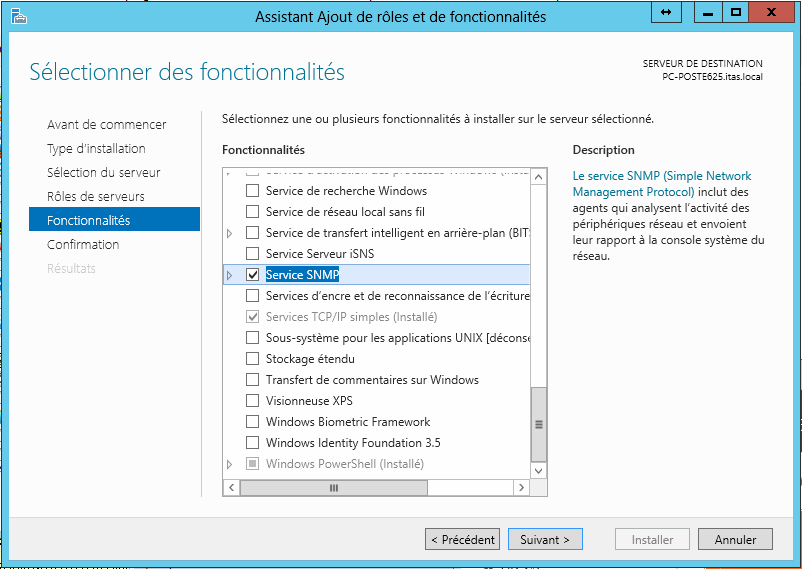 Assistant Ajout de rôles et de fonctionnalités
Sélectionner des fonctionnalités
SERVEUR DE DESTINATION
PC-POSTE625.itas.local
Avant de commencer
Type d'installation
Sélection du serveur
Rôles de serveurs
Fonctionnalités
Confirmation
Résultats
Sélectionnez une ou plusieurs fonctionnalités à installer sur le serveur sélectionné.
Fonctionnalités
Service de recherche Windows
Service de réseau local sans fil
Service de transfert intelligent en arrière-plan (BITS
Service Serveur iSNS
Service SNMP
Services d'encre et de reconnaissance de l'écriture
Services TCP/IP simples (Installé)
Sous-système pour les applications UNIX [déconse
Stockage étendu
Transfert de commentaires sur Windows
Visionneuse XPS
Windows Biometric Framework
Windows Identity Foundation 3.5
Windows PowerShell (Installé)
Description
Le service SNMP (Simple Network
Management Protocol) inclut des
agents qui analysent l'activité des
périphériques réseau et envoient
leur rapport à la console système du
réseau.
< Précédent
Suivant >
Installer
Annuler